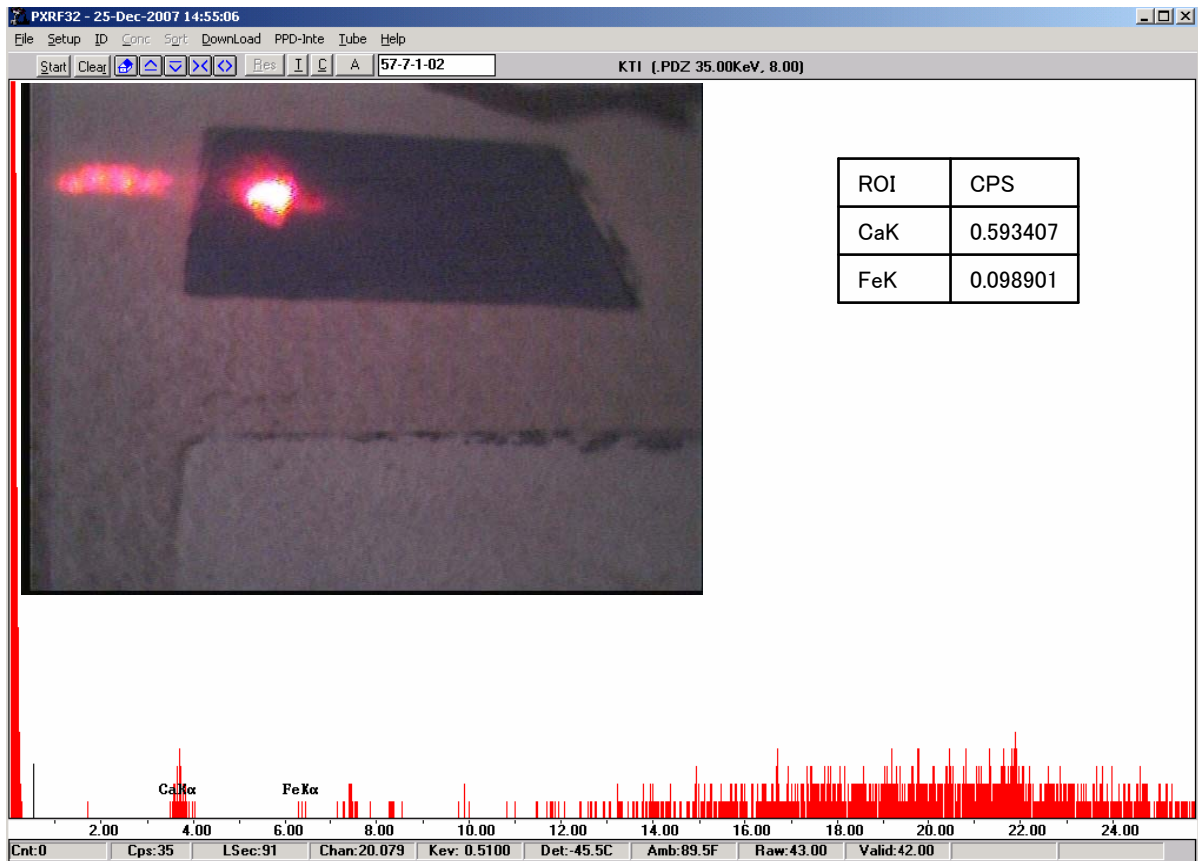 PXRF32 - 25-Dec-2007 14:55:06
File Setup ID Conc Sort DownLoad PPD-Inte Tube Help
Start Clear Res I C A 57-7-1-02 KTI (.PDZ 35.00KeV, 8.00)
ROI CPS
CaK 0.593407
FeK 0.098901
CaKα FeKα
2.00 4.00 6.00 8.00 10.00 12.00 14.00 16.00 18.00 20.00 22.00 24.00
Cnt:0 Cps:35 LSec:91 Chan:20.079 Kev: 0.5100 Det:-45.5C Amb:89.5F Raw:43.00 Valid:42.00